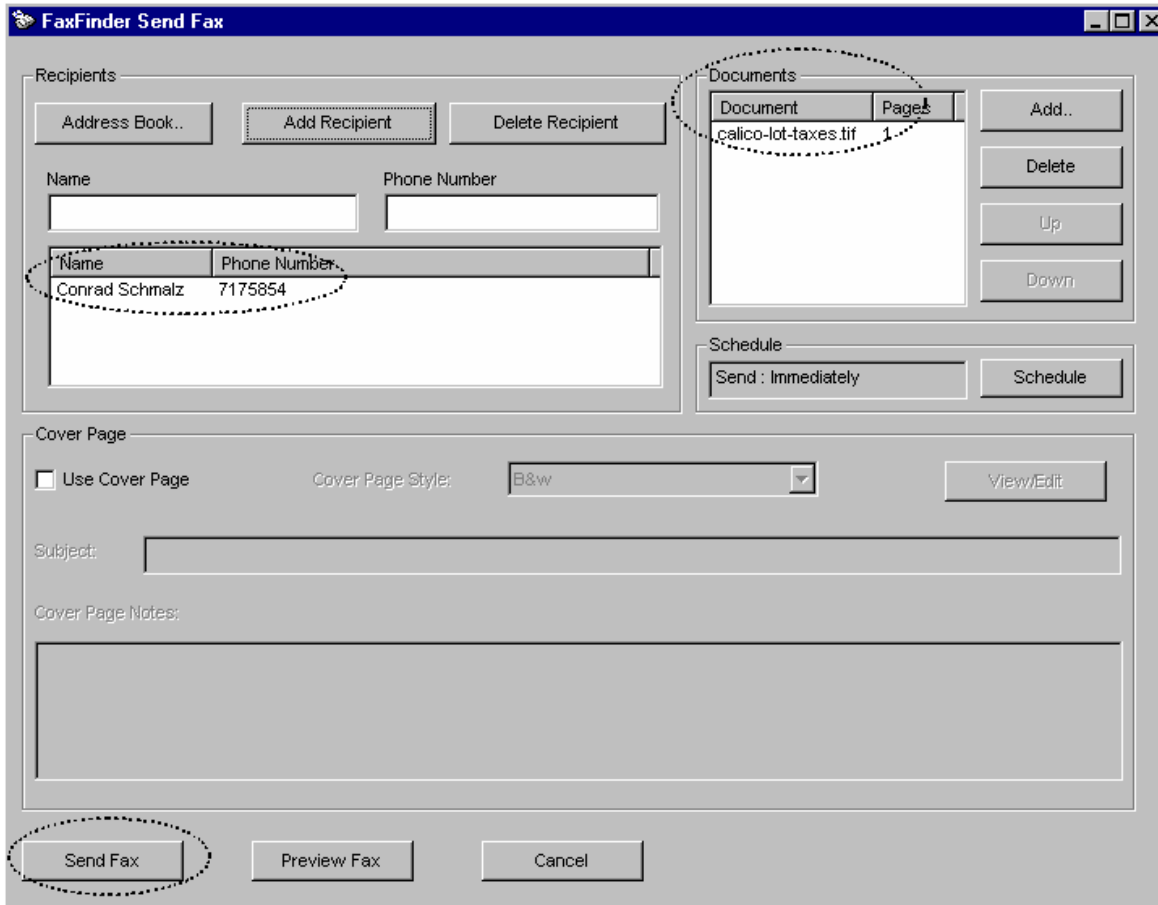 FaxFinder Send Fax
Recipients
Address Book..
Add Recipient
Delete Recipient
Name
Phone Number
Name Phone Number
Conrad Schmalz 7175854
Documents
Document Pages
calico-lot-taxes.tif 1
Add..
Delete
Up
Down
Schedule
Send : Immediately
Schedule
Cover Page
Use Cover Page
Cover Page Style:
B&w
View/Edit
Subject:
Cover Page Notes:
Send Fax
Preview Fax
Cancel